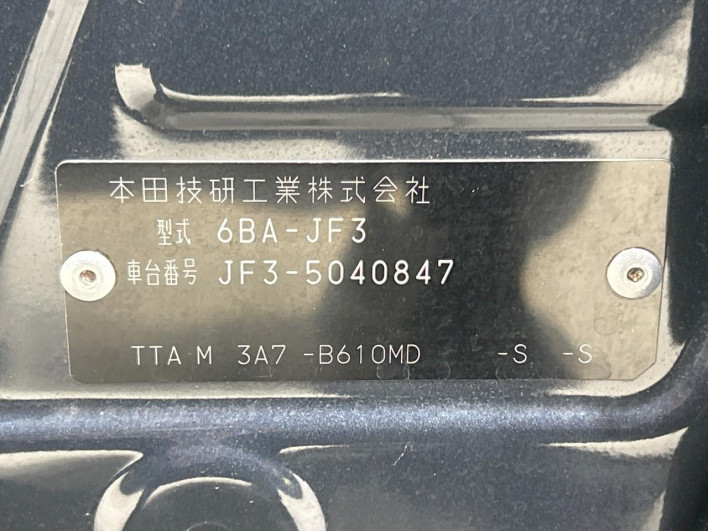 本田技研工業株式会社
型式 6BA-JF3
車台番号 JF3-5040847
TTA M 3A7 -B610MD -S -S